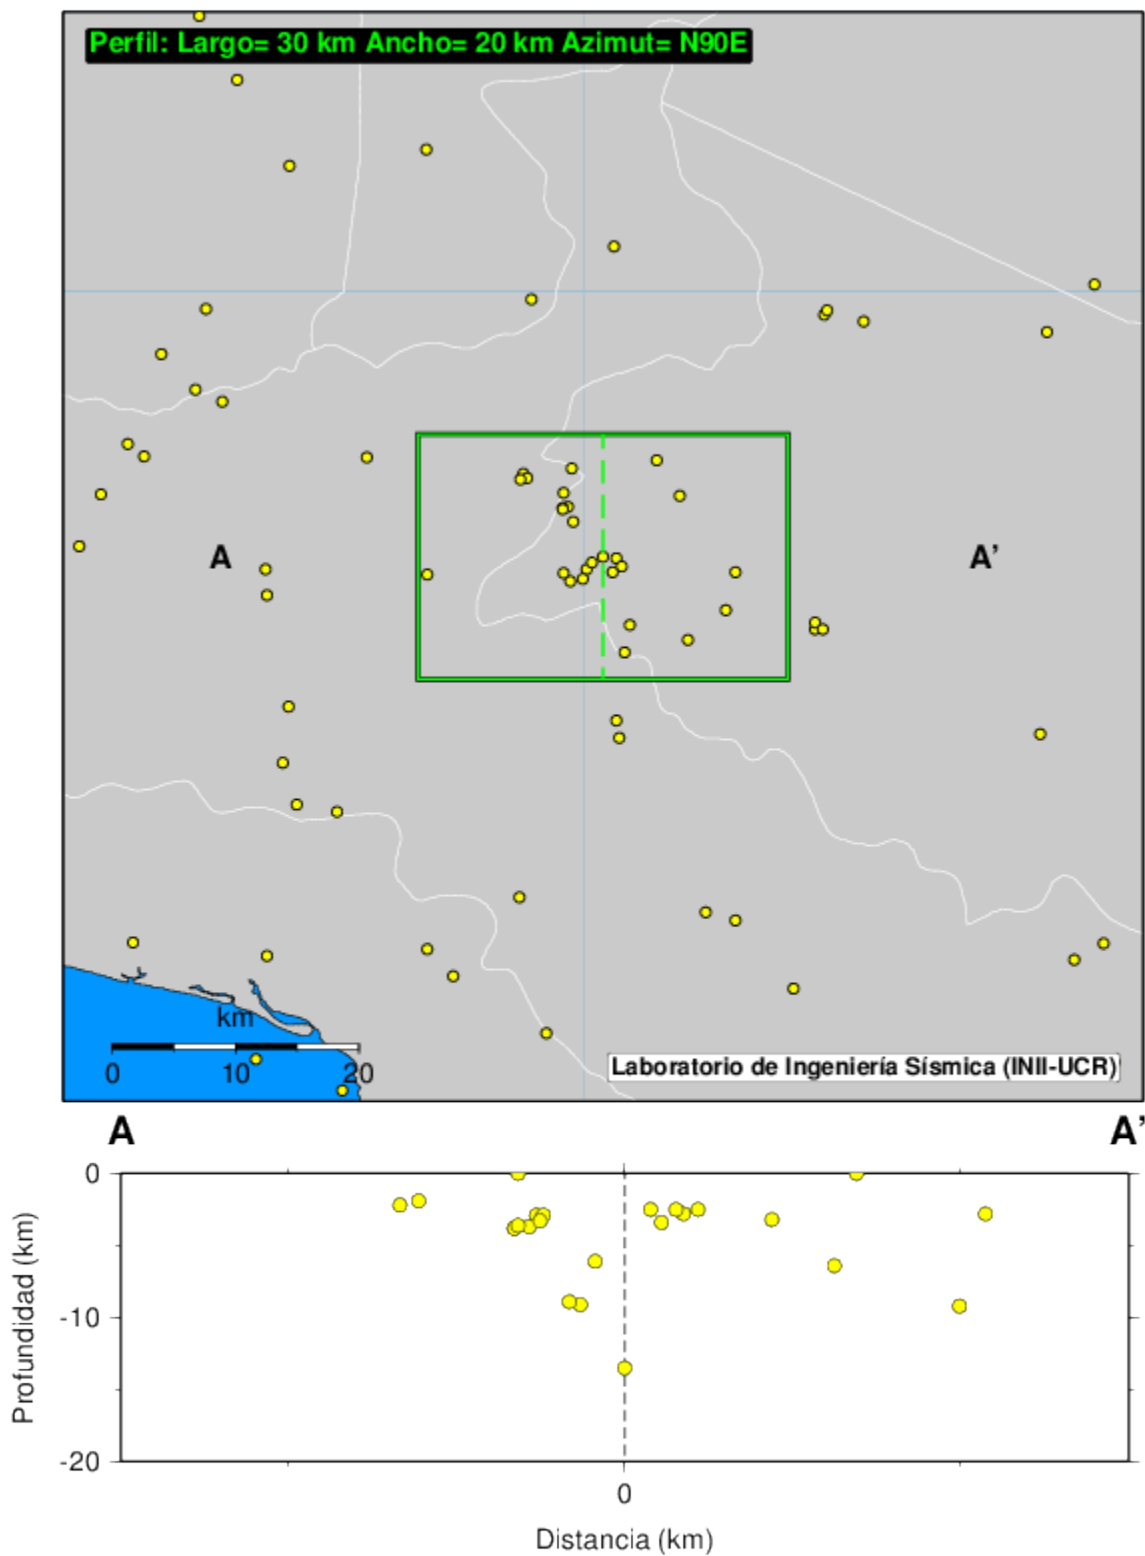 Perfil: Largo= 30 km Ancho= 20 km Azimut= N90E
A A’
km
0 10 20
Laboratorio de Ingeniería Sísmica (INII-UCR)
A A’
0
-10
-20
Profundidad (km)
0
Distancia (km)